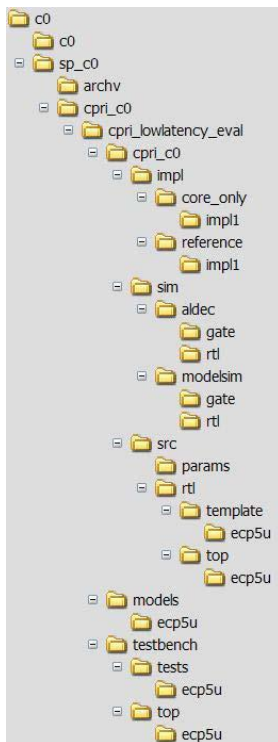 c0
c0
sp_c0
archv
cpri_c0
cpri_lowlatency_eval
cpri_c0
impl
core_only
impl1
reference
impl1
sim
aldec
gate
rtl
modelsim
gate
rtl
src
params
rtl
template
ecp5u
top
ecp5u
models
ecp5u
testbench
tests
ecp5u
top
ecp5u